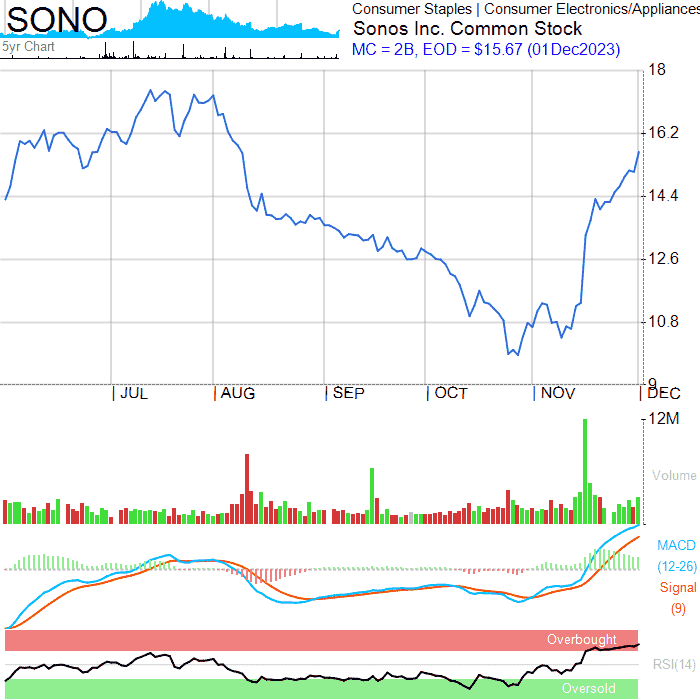 SONO
5yr Chart
Consumer Staples | Consumer Electronics/Appliances
Sonos Inc. Common Stock
MC = 2B, EOD = $15.67 (01Dec2023)
18
16.2
14.4
12.6
10.8
9
JUL AUG SEP OCT NOV DEC
12M
Volume
MACD
(12-26)
Signal
(9)
Overbought
RSI(14)
Oversold